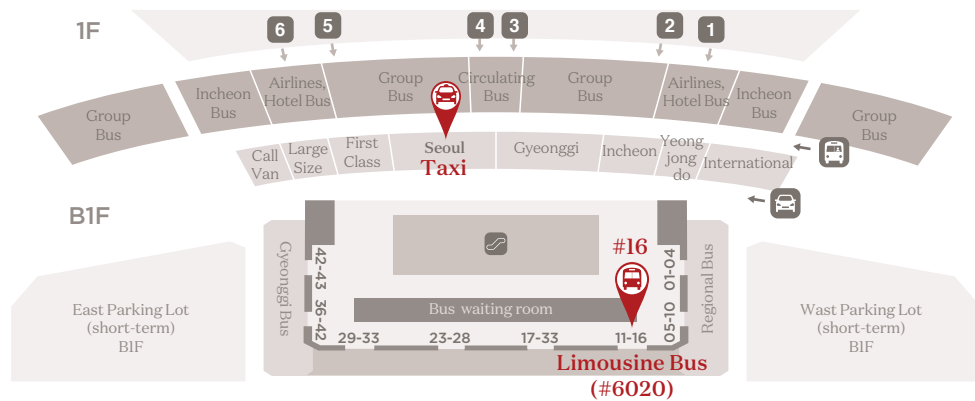 1F
6
5
4
3
2
1
Group
Bus
Incheon
Bus
Airlines,
Hotel Bus
Group
Bus
Circulating
Bus
Group
Bus
Airlines,
Hotel Bus
Incheon
Bus
Group
Bus
Call
Van
Large
Size
First
Class
Seoul
Taxi
Gyeonggi
Incheon
Yeong
jong
do
International
B1F
East Parking Lot
(short-term)
B1F
Gyeonggi Bus
42-43
36-42
29-33
23-28
17-33
11-16
05-10
01-04
Bus waiting room
#16
Limousine Bus
(#6020)
Regional Bus
Wast Parking Lot
(short-term)
B1F